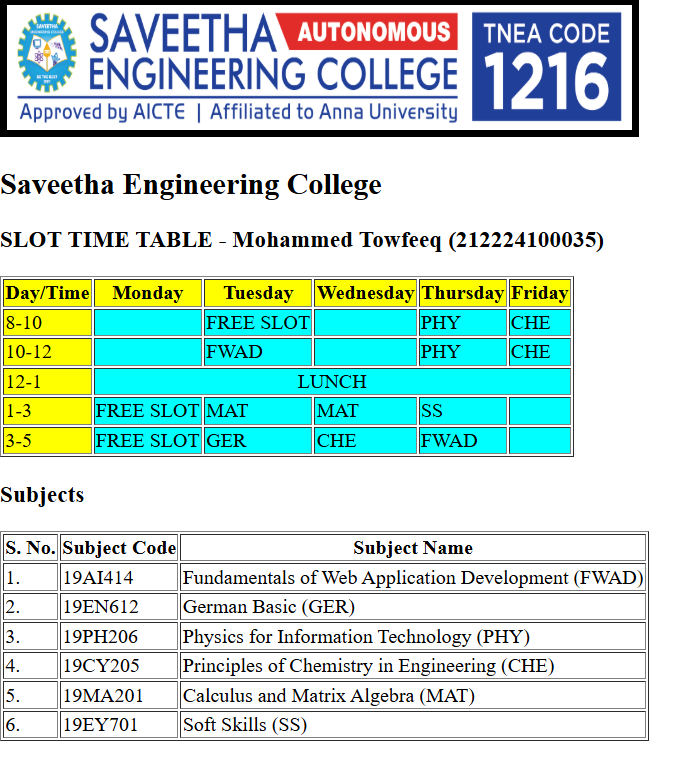 SAVEETHA AUTONOMOUS
ENGINEERING COLLEGE
Approved by AICTE | Affiliated to Anna University
TNEA CODE
1216
Saveetha Engineering College
SLOT TIME TABLE - Mohammed Towfeeq (212224100035)
Day/Time Monday Tuesday Wednesday Thursday Friday
8-10 FREE SLOT PHY CHE
10-12 FWAD PHY CHE
12-1 LUNCH
1-3 FREE SLOT MAT MAT SS
3-5 FREE SLOT GER CHE FWAD
Subjects
S. No. Subject Code Subject Name
1. 19AI414 Fundamentals of Web Application Development (FWAD)
2. 19EN612 German Basic (GER)
3. 19PH206 Physics for Information Technology (PHY)
4. 19CY205 Principles of Chemistry in Engineering (CHE)
5. 19MA201 Calculus and Matrix Algebra (MAT)
6. 19EY701 Soft Skills (SS)